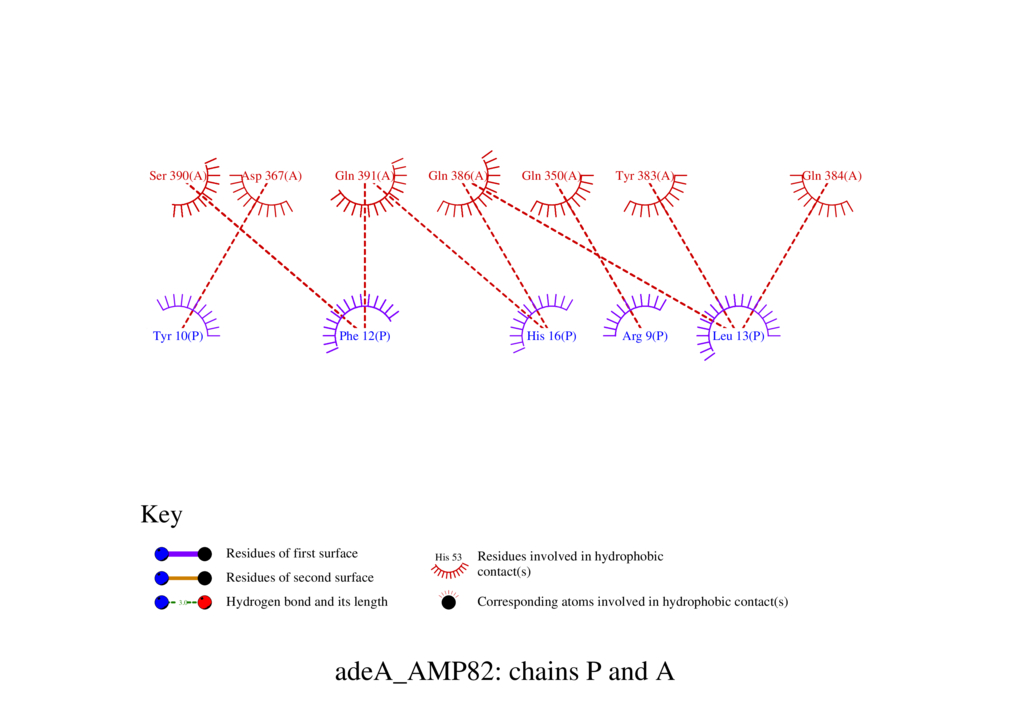 Ser 390(A) Asp 367(A) Gln 391(A) Gln 386(A) Gln 350(A) Tyr 383(A) Gln 384(A)
Tyr 10(P) Phe 12(P) His 16(P) Arg 9(P) Leu 13(P)
Key
Residues of first surface
Residues of second surface
3.0
Hydrogen bond and its length
His 53
Residues involved in hydrophobic
contact(s)
Corresponding atoms involved in hydrophobic contact(s)
adeA_AMP82: chains P and A